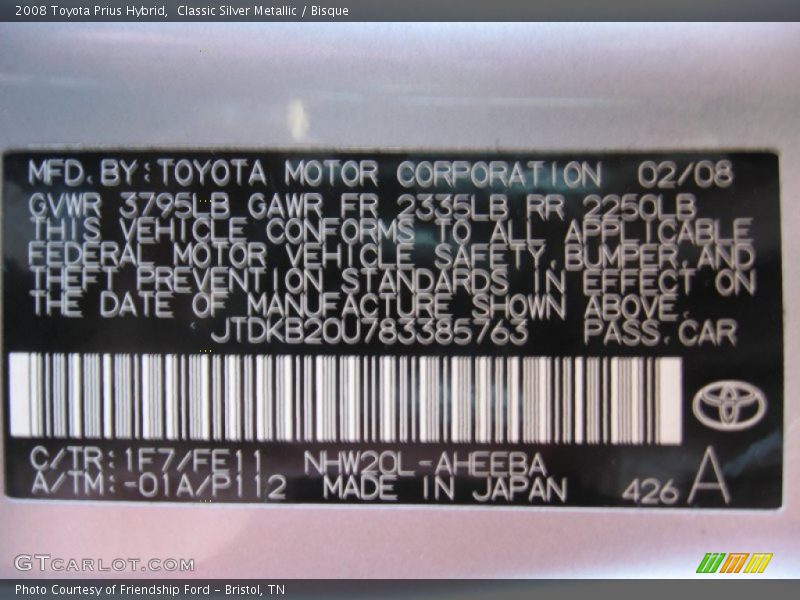 2008 Toyota Prius Hybrid,  Classic Silver Metallic / Bisque
MFD. BY: TOYOTA MOTOR CORPORATION 02/08
GVWR 3795LB GAWR FR 2335LB RR 2250LB
THIS VEHICLE CONFORMS TO ALL APPLICABLE
FEDERAL MOTOR VEHICLE SAFETY, BUMPER, AND
THEFT PREVENTION STANDARDS IN EFFECT ON
THE DATE OF MANUFACTURE SHOWN ABOVE.
JTDKB20U783385763 PASS. CAR
C/TR: 1F7/FE11 NHW20L-AHEEBA
A/TM: -01A/P112 MADE IN JAPAN 426 A
GTCARLOT.COM
Photo Courtesy of Friendship Ford - Bristol, TN